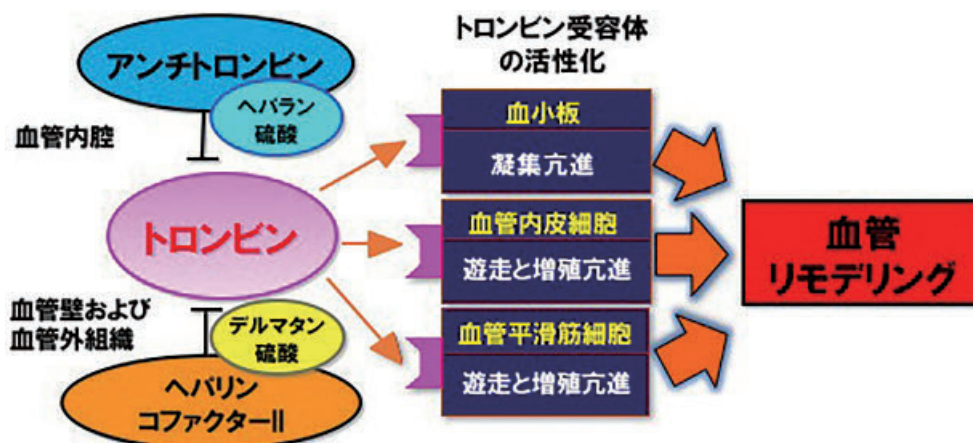 アンチトロンビン
ヘパラン
硫酸
血管内腔
トロンビン
血管壁および
血管外組織
デルマタン
硫酸
ヘパリン
コファクターII
トロンビン受容体
の活性化
血小板
凝集亢進
血管内皮細胞
遊走と増殖亢進
血管平滑筋細胞
遊走と増殖亢進
血管
リモデリング